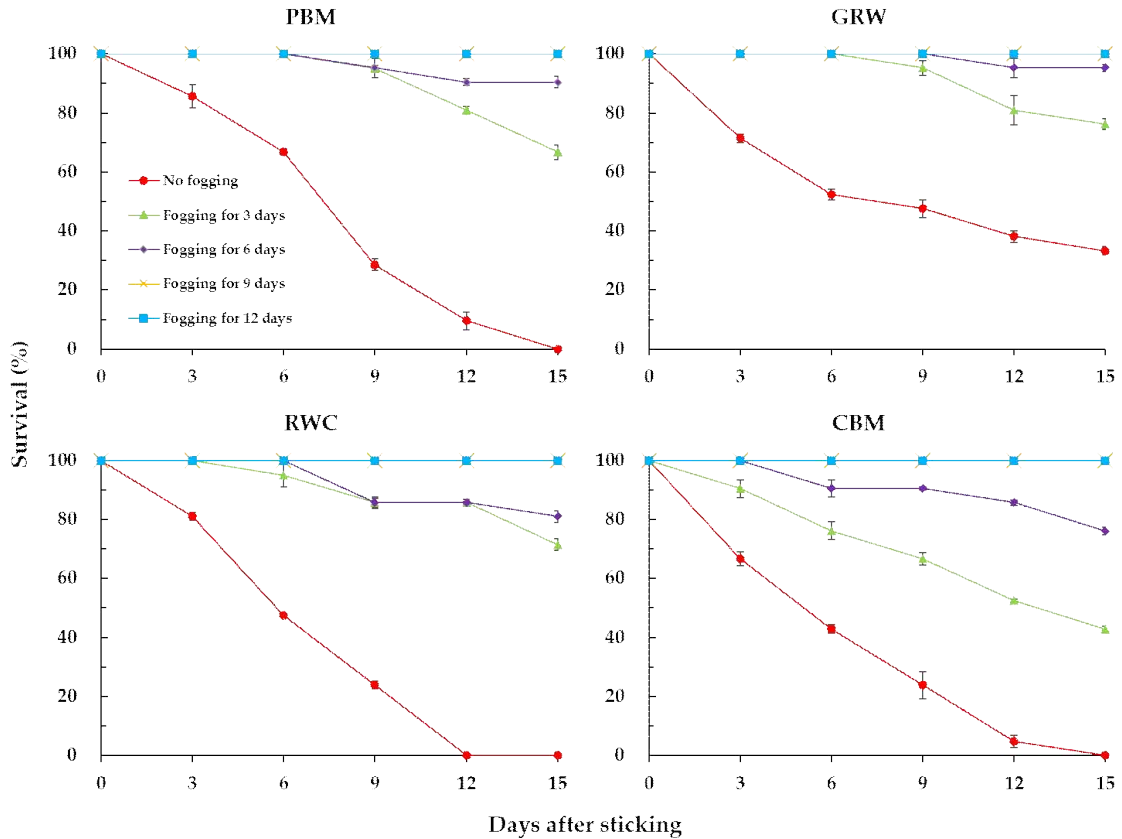 PBM
GRW
100
80
60
40
20
0
No fogging
Fogging for 3 days
Fogging for 6 days
Fogging for 9 days
Fogging for 12 days
0 3 6 9 12 15
100
80
60
40
20
0
0 3 6 9 12 15
Survival (%)
RWC
CBM
100
80
60
40
20
0
0 3 6 9 12 15
100
80
60
40
20
0
0 3 6 9 12 15
Days after sticking